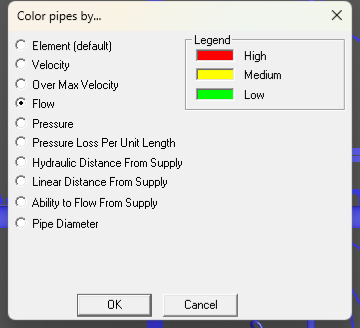 Color pipes by...
Element (default)
Velocity
Over Max Velocity
Flow
Pressure
Pressure Loss Per Unit Length
Hydraulic Distance From Supply
Linear Distance From Supply
Ability to Flow From Supply
Pipe Diameter
Legend
High
Medium
Low
OK
Cancel